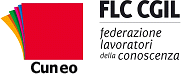 FLC CGIL
federazione
lavoratori
della conoscenza
Cuneo